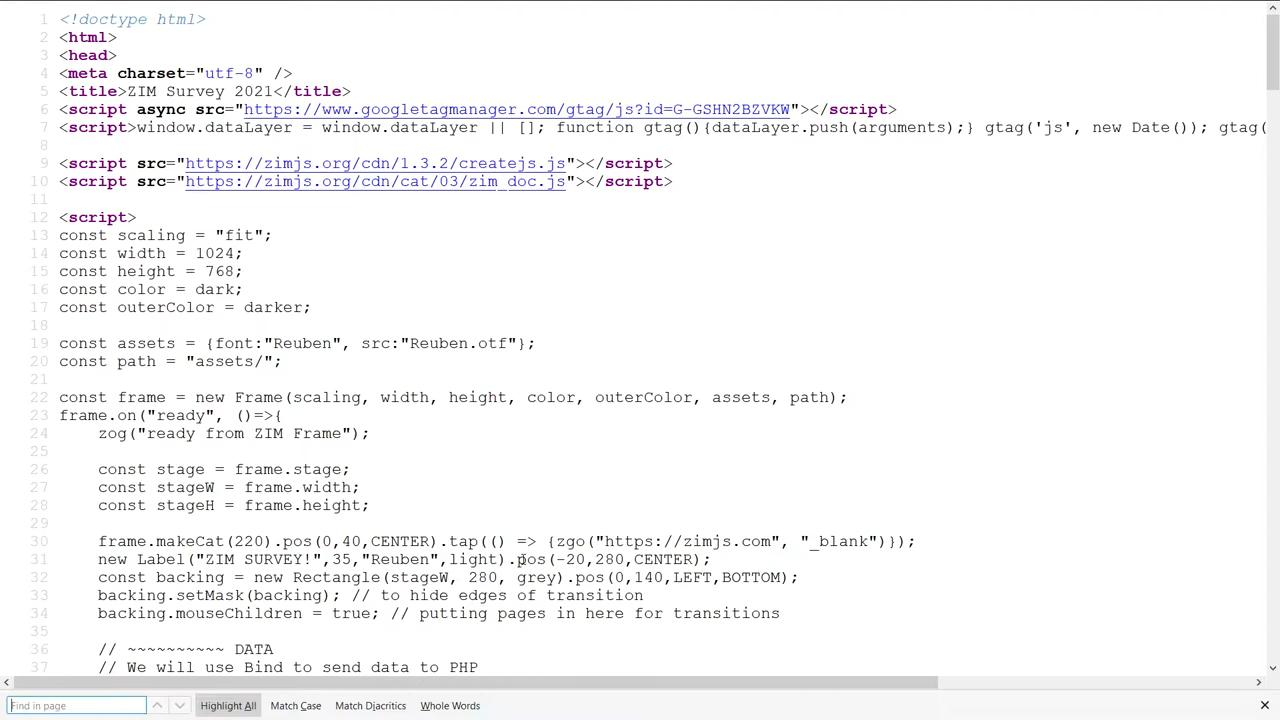 1 <!doctype html>
2 <html>
3 <head>
4 <meta charset="utf-8" />
5 <title>ZIM Survey 2021</title>
6 <script async src="https://www.googletagmanager.com/gtag/js?id=G-GSHN2BZVKW"></script>
7 <script>window.dataLayer = window.dataLayer || []; function gtag(){dataLayer.push(arguments);} gtag('js', new Date()); gtag(
8
9 <script src="https://zimjs.org/cdn/1.3.2/createjs.js"></script>
10 <script src="https://zimjs.org/cdn/cat/03/zim_doc.js"></script>
11
12 <script>
13 const scaling = "fit";
14 const width = 1024;
15 const height = 768;
16 const color = dark;
17 const outerColor = darker;
18
19 const assets = {font:"Reuben", src:"Reuben.otf"};
20 const path = "assets/";
21
22 const frame = new Frame(scaling, width, height, color, outerColor, assets, path);
23 frame.on("ready", ()=>{
24 zog("ready from ZIM Frame");
25
26 const stage = frame.stage;
27 const stageW = frame.width;
28 const stageH = frame.height;
29
30 frame.makeCat(220).pos(0,40,CENTER).tap(() => {zgo("https://zimjs.com", "_blank")});
31 new Label("ZIM SURVEY!",35,"Reuben",light).pos(-20,280,CENTER);
32 const backing = new Rectangle(stageW, 280, grey).pos(0,140,LEFT,BOTTOM);
33 backing.setMask(backing); // to hide edges of transition
34 backing.mouseChildren = true; // putting pages in here for transitions
35
36 // ~~~~~~~~~~ DATA
37 // We will use Bind to send data to PHP
Find in page Highlight All Match Case Match Diacritics Whole Words